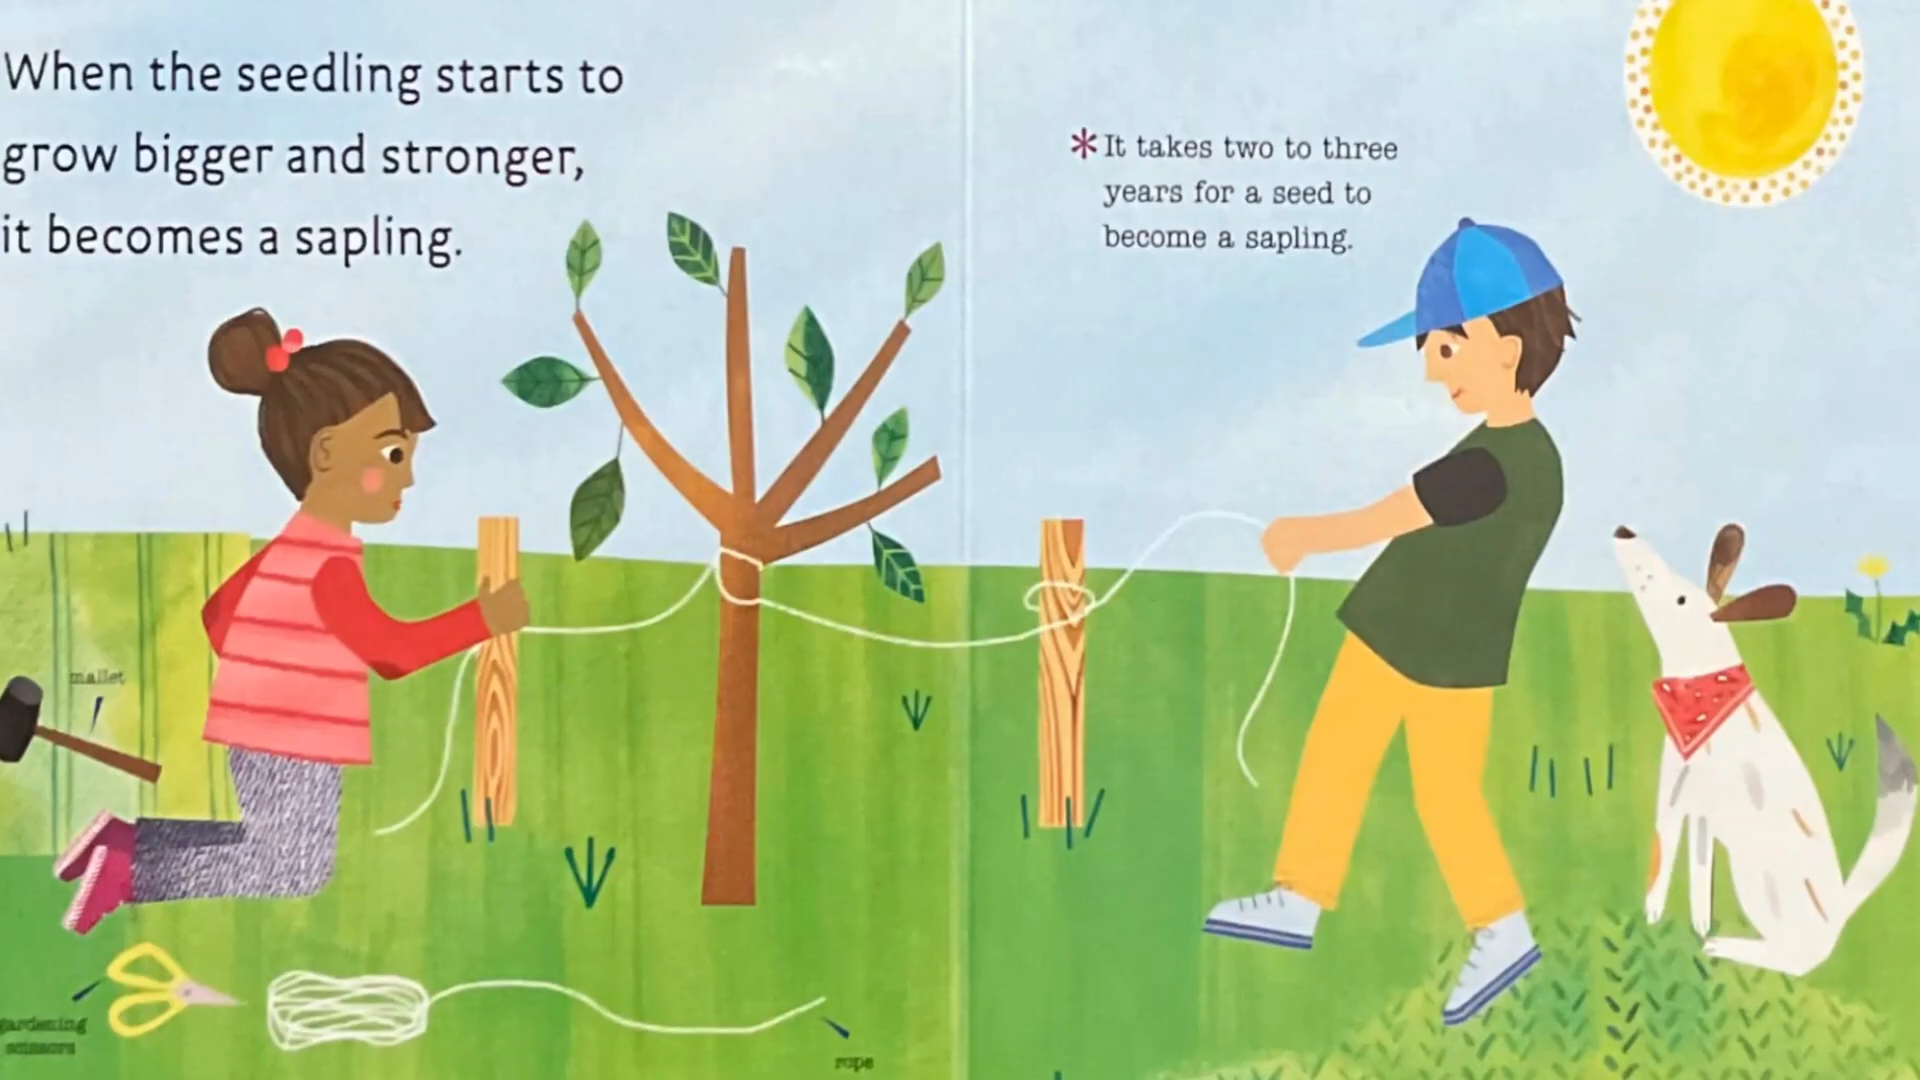 When the seedling starts to
grow bigger and stronger,
it becomes a sapling.
*It takes two to three
years for a seed to
become a sapling.
mallet
gardening
scissors
rope